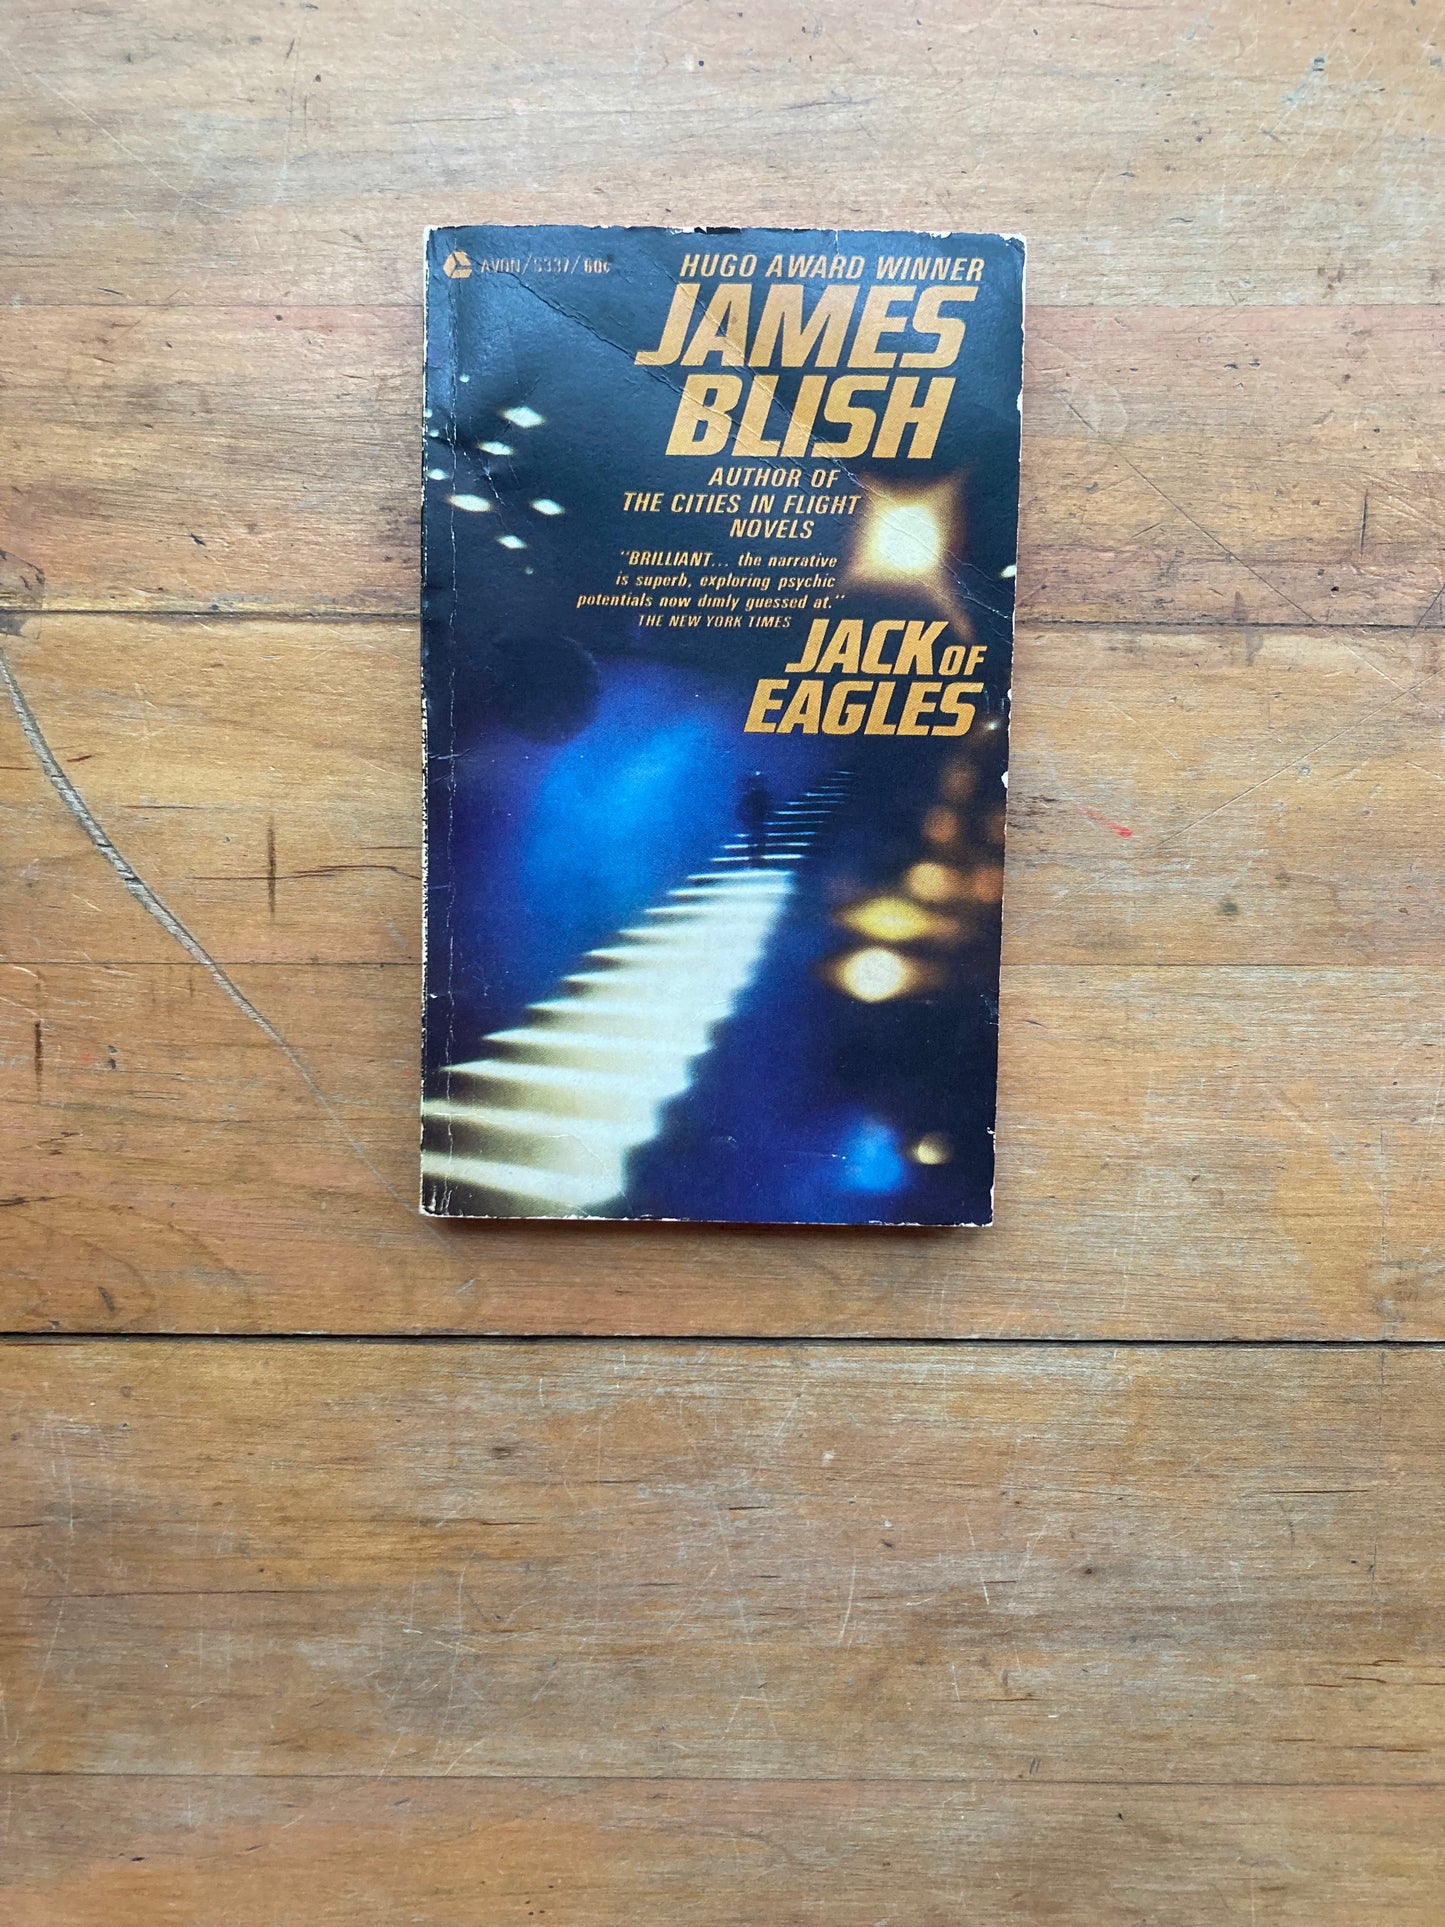 AVON/S337/60¢
HUGO AWARD WINNER
JAMES
BLISH
AUTHOR OF
THE CITIES IN FLIGHT
NOVELS
"BRILLIANT... the narrative
is superb, exploring psychic
potentials now dimly guessed at."
THE NEW YORK TIMES
JACK OF
EAGLES